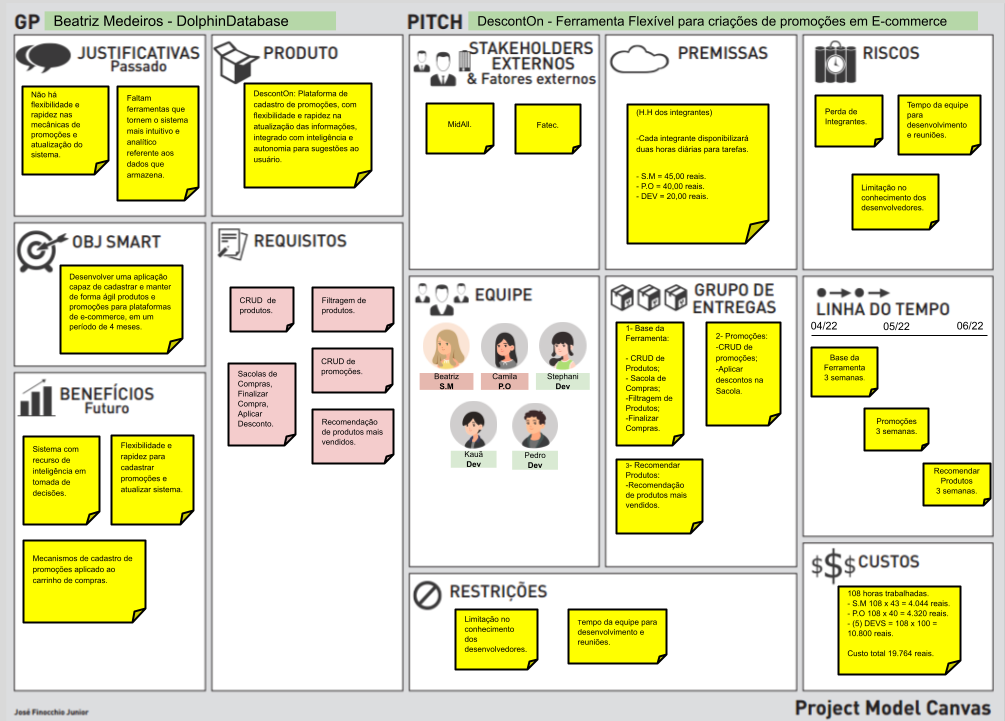 GP Beatriz Medeiros - DolphinDatabase
PITCH DescontOn - Ferramenta Flexível para criações de promoções em E-commerce
JUSTIFICATIVAS
Passado
Não há
flexibilidade e
rapidez nas
mecânicas de
promoções e
atualização do
sistema.
Faltam
ferramentas que
tornem o sistema
mais intuitivo e
analítico
referente aos
dados que
armazena.
PRODUTO
DescontOn: Plataforma de
cadastro de promoções, com
flexibilidade e rapidez na
atualização das informações,
integrado com inteligência e
autonomia para sugestões ao
usuário.
STAKEHOLDERS
EXTERNOS
& Fatores externos
MidAll.
Fatec.
PREMISSAS
(H.H dos integrantes)
-Cada integrante disponibilizará
duas horas diárias para tarefas.
- S.M = 45,00 reais.
- P.O = 40,00 reais.
- DEV = 20,00 reais.
RISCOS
Perda de
Integrantes.
Tempo da equipe
para
desenvolvimento
e reuniões.
Limitação no
conhecimento dos
desenvolvedores.
OBJ SMART
Desenvolver uma aplicação
capaz de cadastrar e manter
de forma ágil produtos e
promoções para plataformas
de e-commerce, em um
período de 4 meses.
REQUISITOS
CRUD de
produtos.
Filtragem de
produtos.
CRUD de
promoções.
Sacolas de
Compras,
Finalizar
Compra,
Aplicar
Desconto.
Recomendação
de produtos mais
vendidos.
EQUIPE
Beatriz
S.M
Camila
P.O
Stephani
Dev
Kauã
Dev
Pedro
Dev
GRUPO DE
ENTREGAS
1- Base da
Ferramenta:
- CRUD de
Produtos;
- Sacola de
Compras;
-Filtragem de
Produtos;
-Finalizar
Compras.
2- Promoções:
-CRUD de
promoções;
-Aplicar
descontos na
Sacola.
3- Recomendar
Produtos:
-Recomendação
de produtos mais
vendidos.
LINHA DO TEMPO
04/22 05/22 06/22
Base da
Ferramenta
3 semanas.
Promoções
3 semanas.
Recomendar
Produtos
3 semanas.
BENEFÍCIOS
Futuro
Sistema com
recurso de
inteligência em
tomada de
decisões.
Flexibilidade e
rapidez para
cadastrar
promoções e
atualizar sistema.
Mecanismos de cadastro de
promoções aplicado ao
carrinho de compras.
RESTRIÇÕES
Limitação no
conhecimento
dos
desenvolvedores.
Tempo da equipe para
desenvolvimento e
reuniões.
$$$ CUSTOS
108 horas trabalhadas.
- S.M 108 x 43 = 4.044 reais.
- P.O 108 x 40 = 4.320 reais.
- (5) DEVS = 108 x 100 =
10.800 reais.
Custo total 19.764 reais.
José Finocchio Junior
Project Model Canvas